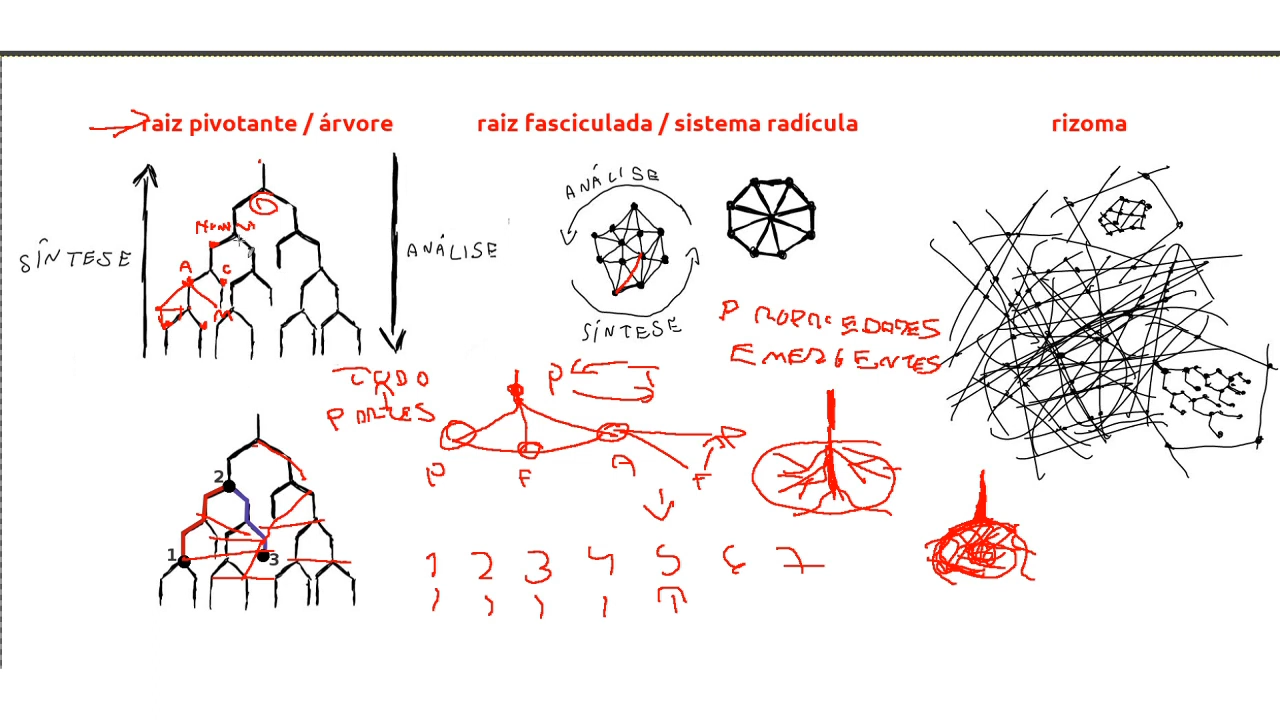 raiz pivotante / árvore
raiz fasciculada / sistema radícula
rizoma
SÍNTESE
ANÁLISE
A
C
M
ANÁLISE
SÍNTESE
PROPRIEDADES
EMERGENTES
TODO
PARTES
P
T
P
F
A
F
2
1
3
1 2 3 4 5 6 7